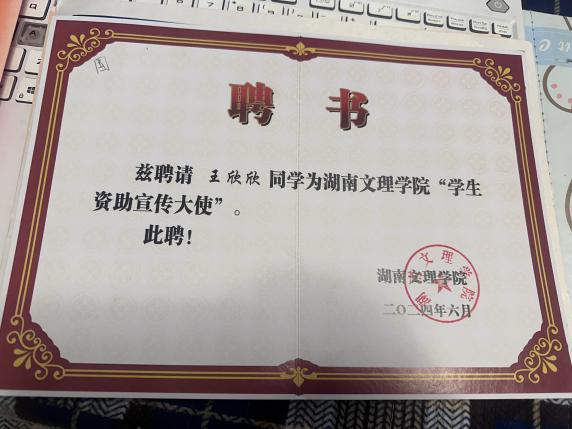 聘 书
兹聘请 王欣欣 同学为湖南文理学院“学生
资助宣传大使”。
此聘！
湖南文理学院
二〇二四年六月